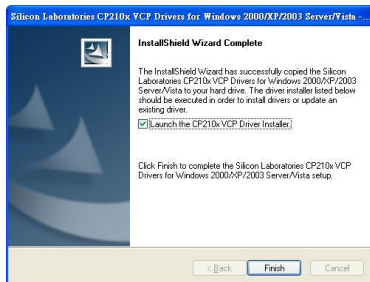 Silicon Laboratories CP210x VCP Drivers for Windows 2000/XP/2003 Server/Vista -...
InstallShield Wizard Complete
The InstallShield Wizard has successfully copied the Silicon
Laboratories CP210x VCP Drivers for Windows 2000/XP/2003
Server/Vista to your hard drive. The driver installer listed below
should be executed in order to install drivers or update an
existing driver.
Launch the CP210x VCP Driver Installer.
Click Finish to complete the Silicon Laboratories CP210x VCP
Drivers for Windows 2000/XP/2003 Server/Vista setup.
< Back Finish Cancel